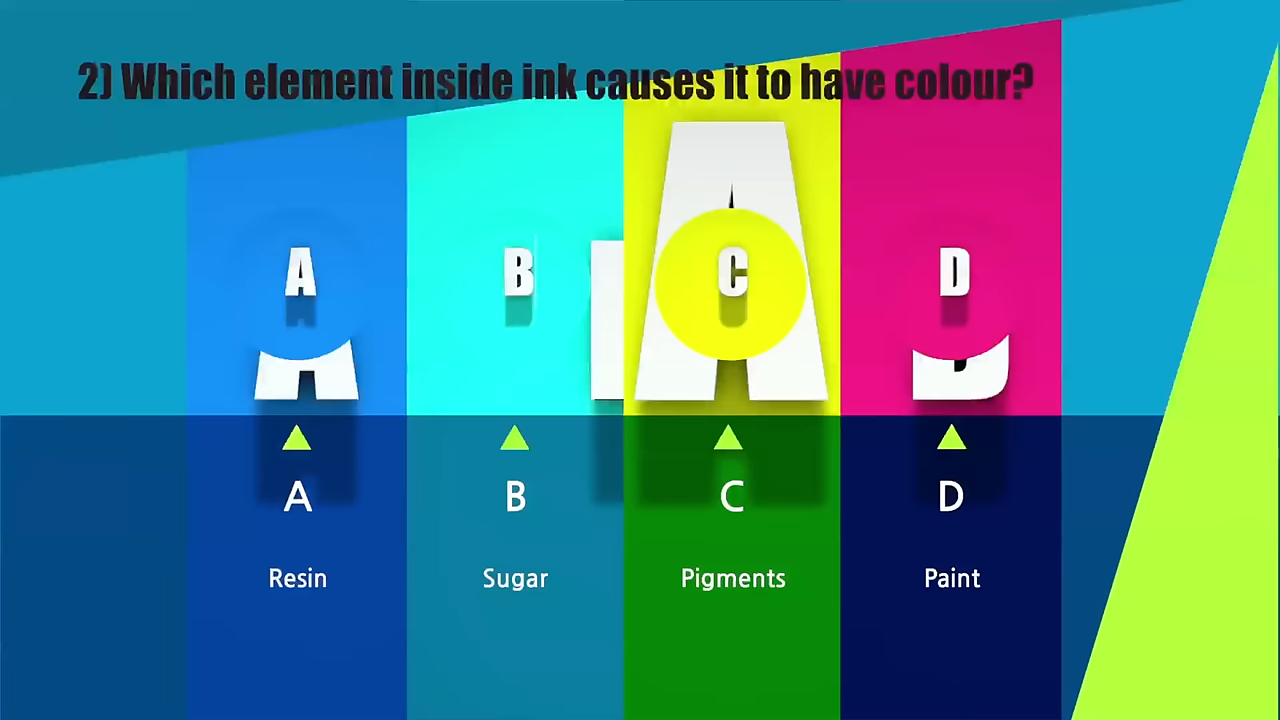 2) Which element inside ink causes it to have colour?
A B C D
A B C D
Resin Sugar Pigments Paint